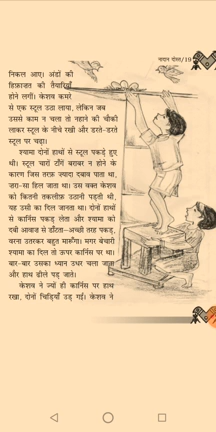 नादान दोस्त/19
निकल आए। अंडों की
हिफ़ाजत की तैयारियाँ
होने लगीं। केशव कमरे
से एक स्टूल उठा लाया, लेकिन जब
उससे काम न चला तो नहाने की चौकी
लाकर स्टूल के नीचे रखी और डरते-डरते
स्टूल पर चढ़ा।
श्यामा दोनों हाथों से स्टूल पकड़े हुए
थी। स्टूल चारों टाँगें बराबर न होने के
कारण जिस तरफ़ ज़्यादा दबाव पाता था,
ज़रा-सा हिल जाता था। उस वक्त केशव
को कितनी तकलीफ़ उठानी पड़ती थी,
यह उसी का दिल जानता था। दोनों हाथों
से कार्निस पकड़ लेता और श्यामा को
दबी आवाज़ से डाँटता–अच्छी तरह पकड़,
वरना उतरकर बहुत मारूँगा। मगर बेचारी
श्यामा का दिल तो ऊपर कार्निस पर था।
बार-बार उसका ध्यान उधर चला जाता
और हाथ ढीले पड़ जाते।
केशव ने ज्यों ही कार्निस पर हाथ
रखा, दोनों चिड़ियाँ उड़ गईं। केशव ने